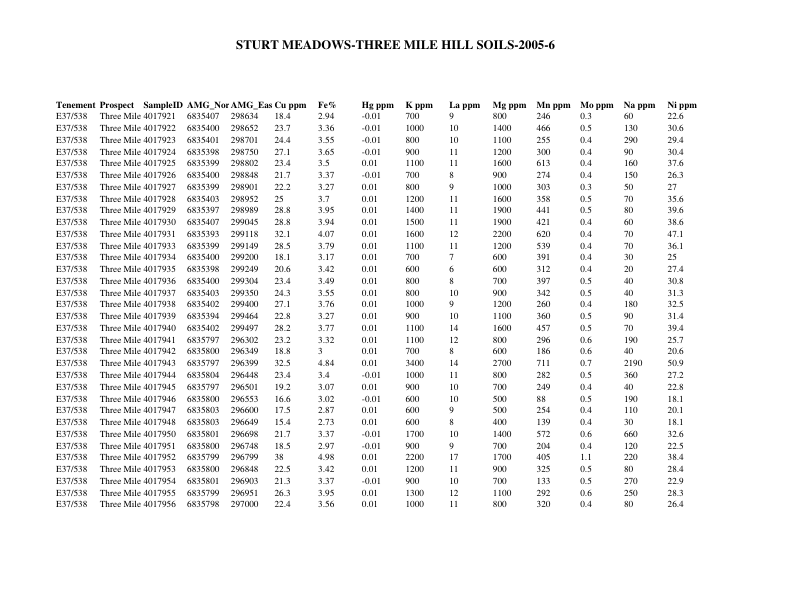 STURT MEADOWS-THREE MILE HILL SOILS-2005-6
Tenement Prospect SampleID AMG_Nor AMG_Eas Cu ppm Fe% Hg ppm K ppm La ppm Mg ppm Mn ppm Mo ppm Na ppm Ni ppm
E37/538 Three Mile 4017921 6835407 298634 18.4 2.94 -0.01 700 9 800 246 0.3 60 22.6
E37/538 Three Mile 4017922 6835400 298652 23.7 3.36 -0.01 1000 10 1400 466 0.5 130 30.6
E37/538 Three Mile 4017923 6835401 298701 24.4 3.55 -0.01 800 10 1100 255 0.4 290 29.4
E37/538 Three Mile 4017924 6835398 298750 27.1 3.65 -0.01 900 11 1200 300 0.4 90 30.4
E37/538 Three Mile 4017925 6835399 298802 23.4 3.5 0.01 1100 11 1600 613 0.4 160 37.6
E37/538 Three Mile 4017926 6835400 298848 21.7 3.37 -0.01 700 8 900 274 0.4 150 26.3
E37/538 Three Mile 4017927 6835399 298901 22.2 3.27 0.01 800 9 1000 303 0.3 50 27
E37/538 Three Mile 4017928 6835403 298952 25 3.7 0.01 1200 11 1600 358 0.5 70 35.6
E37/538 Three Mile 4017929 6835397 298989 28.8 3.95 0.01 1400 11 1900 441 0.5 80 39.6
E37/538 Three Mile 4017930 6835407 299045 28.8 3.94 0.01 1500 11 1900 421 0.4 60 38.6
E37/538 Three Mile 4017931 6835393 299118 32.1 4.07 0.01 1600 12 2200 620 0.4 70 47.1
E37/538 Three Mile 4017933 6835399 299149 28.5 3.79 0.01 1100 11 1200 539 0.4 70 36.1
E37/538 Three Mile 4017934 6835400 299200 18.1 3.17 0.01 700 7 600 391 0.4 30 25
E37/538 Three Mile 4017935 6835398 299249 20.6 3.42 0.01 600 6 600 312 0.4 20 27.4
E37/538 Three Mile 4017936 6835400 299304 23.4 3.49 0.01 800 8 700 397 0.5 40 30.8
E37/538 Three Mile 4017937 6835403 299350 24.3 3.55 0.01 800 10 900 342 0.5 40 31.3
E37/538 Three Mile 4017938 6835402 299400 27.1 3.76 0.01 1000 9 1200 260 0.4 180 32.5
E37/538 Three Mile 4017939 6835394 299464 22.8 3.27 0.01 900 10 1100 360 0.5 90 31.4
E37/538 Three Mile 4017940 6835402 299497 28.2 3.77 0.01 1100 14 1600 457 0.5 70 39.4
E37/538 Three Mile 4017941 6835797 296302 23.2 3.32 0.01 1100 12 800 296 0.6 190 25.7
E37/538 Three Mile 4017942 6835800 296349 18.8 3 0.01 700 8 600 186 0.6 40 20.6
E37/538 Three Mile 4017943 6835797 296399 32.5 4.84 0.01 3400 14 2700 711 0.7 2190 50.9
E37/538 Three Mile 4017944 6835804 296448 23.4 3.4 -0.01 1000 11 800 282 0.5 360 27.2
E37/538 Three Mile 4017945 6835797 296501 19.2 3.07 0.01 900 10 700 249 0.4 40 22.8
E37/538 Three Mile 4017946 6835800 296553 16.6 3.02 -0.01 600 10 500 88 0.5 190 18.1
E37/538 Three Mile 4017947 6835803 296600 17.5 2.87 0.01 600 9 500 254 0.4 110 20.1
E37/538 Three Mile 4017948 6835803 296649 15.4 2.73 0.01 600 8 400 139 0.4 30 18.1
E37/538 Three Mile 4017950 6835801 296698 21.7 3.37 -0.01 1700 10 1400 572 0.6 660 32.6
E37/538 Three Mile 4017951 6835800 296748 18.5 2.97 -0.01 900 9 700 204 0.4 120 22.5
E37/538 Three Mile 4017952 6835799 296799 38 4.98 0.01 2200 17 1700 405 1.1 220 38.4
E37/538 Three Mile 4017953 6835800 296848 22.5 3.42 0.01 1200 11 900 325 0.5 80 28.4
E37/538 Three Mile 4017954 6835801 296903 21.3 3.37 -0.01 900 10 700 133 0.5 270 22.9
E37/538 Three Mile 4017955 6835799 296951 26.3 3.95 0.01 1300 12 1100 292 0.6 250 28.3
E37/538 Three Mile 4017956 6835798 297000 22.4 3.56 0.01 1000 11 800 320 0.4 80 26.4